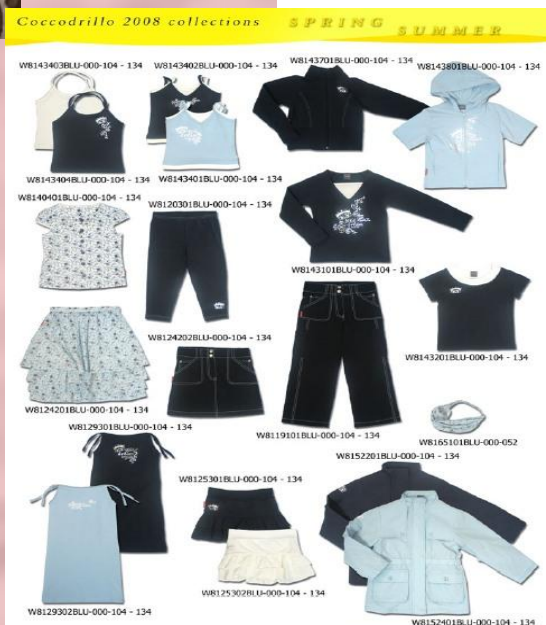 Coccodrillo 2008 collections SPRING
SUMMER
W8143403BLU-000-104 - 134
W8143402BLU-000-104 - 134
W8143701BLU-000-104 - 134
W8143801BLU-000-104 - 134
W8143404BLU-000-104 - 134
W8143401BLU-000-104 - 134
W8140401BLU-000-104 - 134
W8120301BLU-000-104 - 134
W8143101BLU-000-104 - 134
W8124202BLU-000-104 - 134
W8143201BLU-000-104 - 134
W8124201BLU-000-104 - 134
W8129301BLU-000-104 - 134
W8119101BLU-000-104 - 134
W8165101BLU-000-052
W8152201BLU-000-104 - 134
W8125301BLU-000-104 - 134
W8125302BLU-000-104 - 134
W8129302BLU-000-104 - 134
W8152401BLU-000-104 - 134